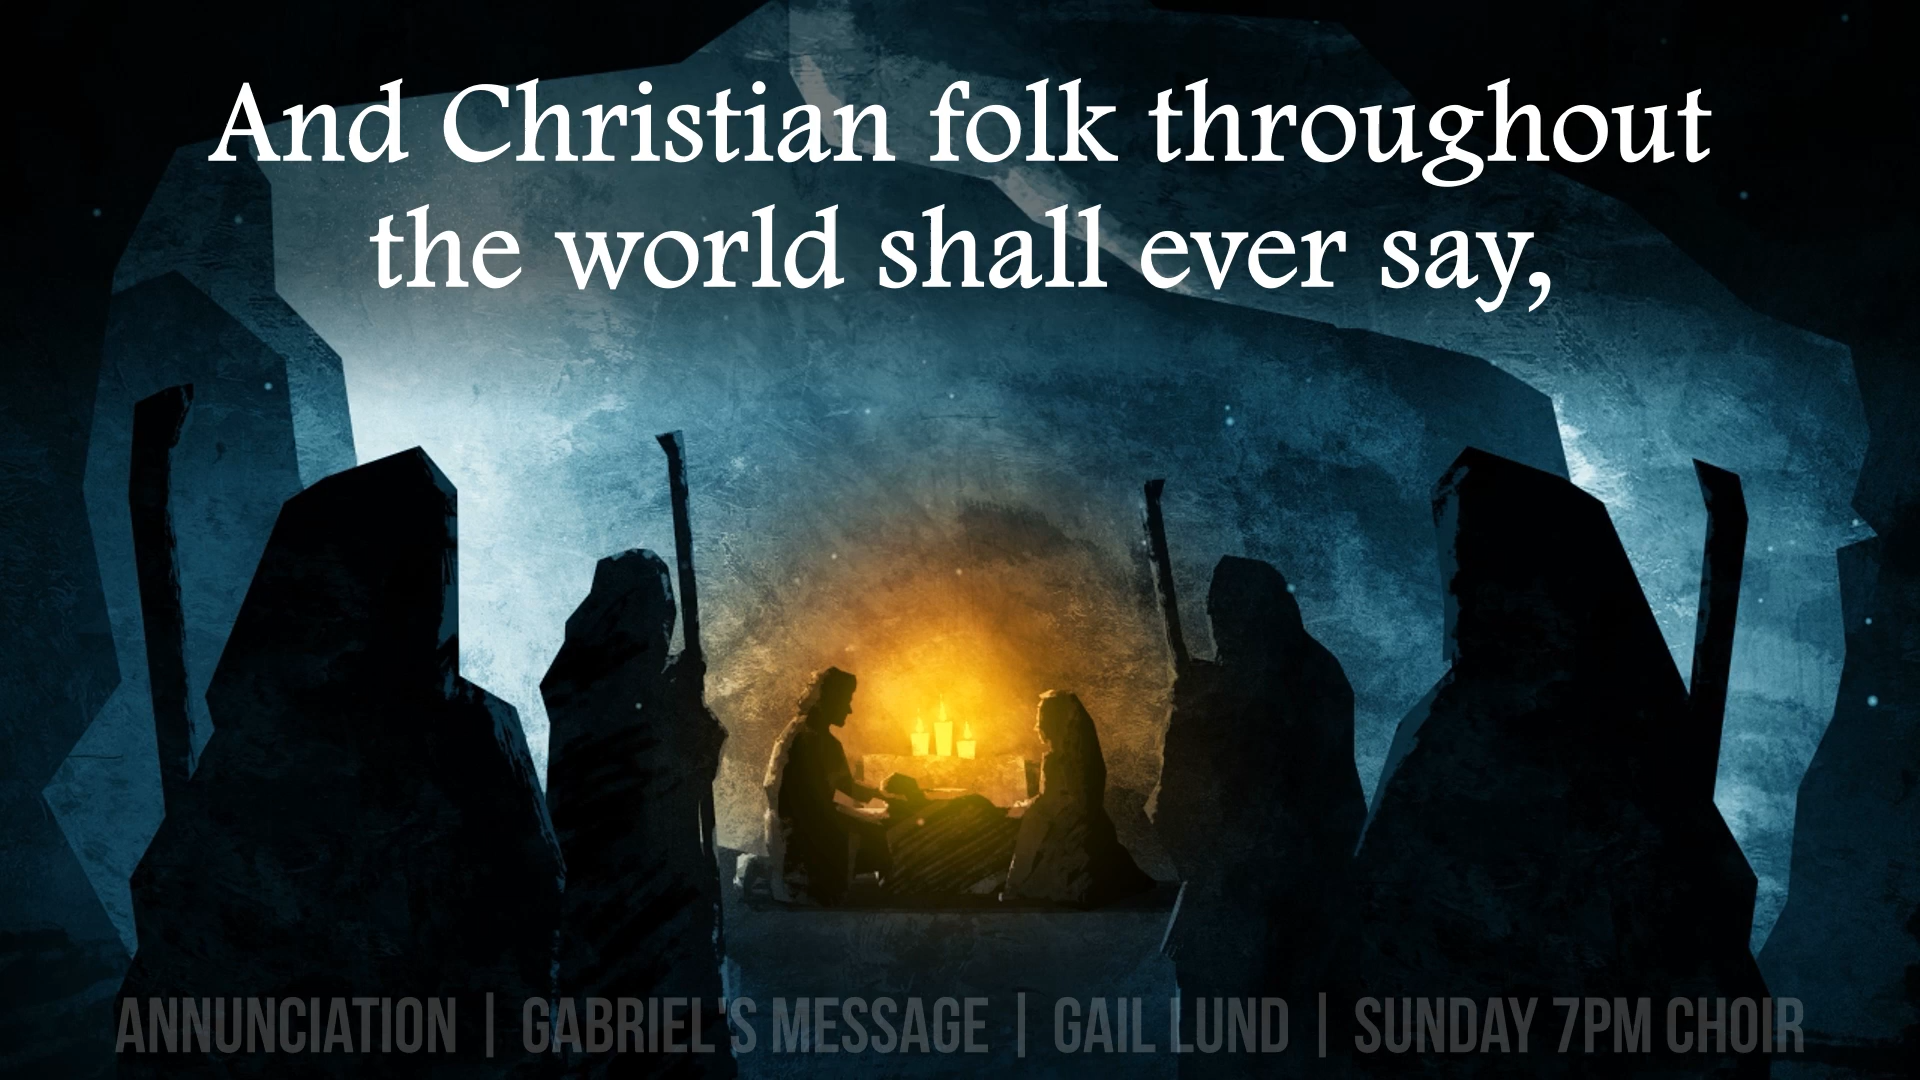 And Christian folk throughout
the world shall ever say,
ANNUNCIATION | GABRIEL'S MESSAGE | GAIL LUND | SUNDAY 7PM CHOIR